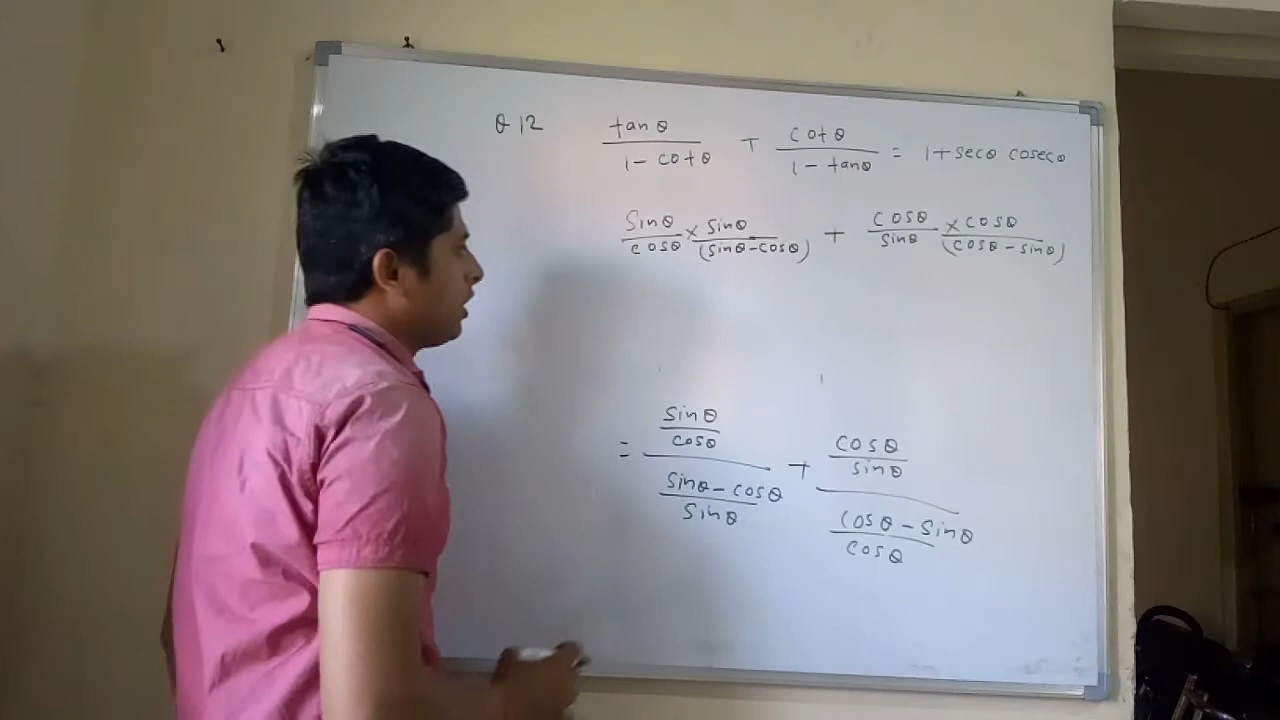 Q 12 tanθ / 1 - cotθ + cotθ / 1 - tanθ = 1 + secθ cosecθ
sinθ / cosθ × sinθ / (sinθ - cosθ) + cosθ / sinθ × cosθ / (cosθ - sinθ)
= sinθ / cosθ / sinθ - cosθ / sinθ + cosθ / sinθ / cosθ - sinθ / cosθ